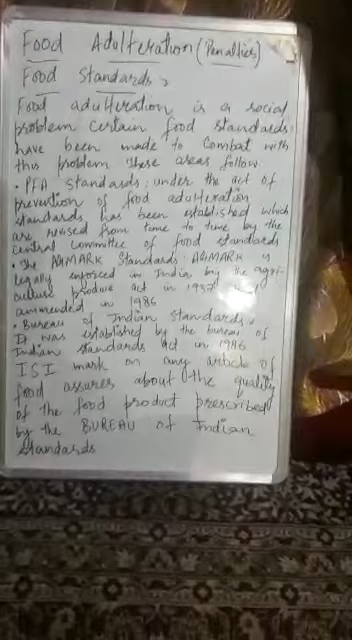 Food Adulteration (Penalties)
Food Standards
Food adulteration is a social
problem certain food standards
have been made to combat with
this problem these areas follow
• PFA standards: under the act of
prevention of food adulteration
standards has been established which
are revised from time to time by the
central committee of food standards
• The AGMARK Standards: AGMARK is
legally enforced in India by the agri-
culture produce act in 1937
ammended in 1986
• Bureau of Indian Standards
It was established by the bureau of
Indian standards act in 1986
ISI mark on any article of
food assures about the quality
of the food product prescribed
by the BUREAU of Indian
Standards